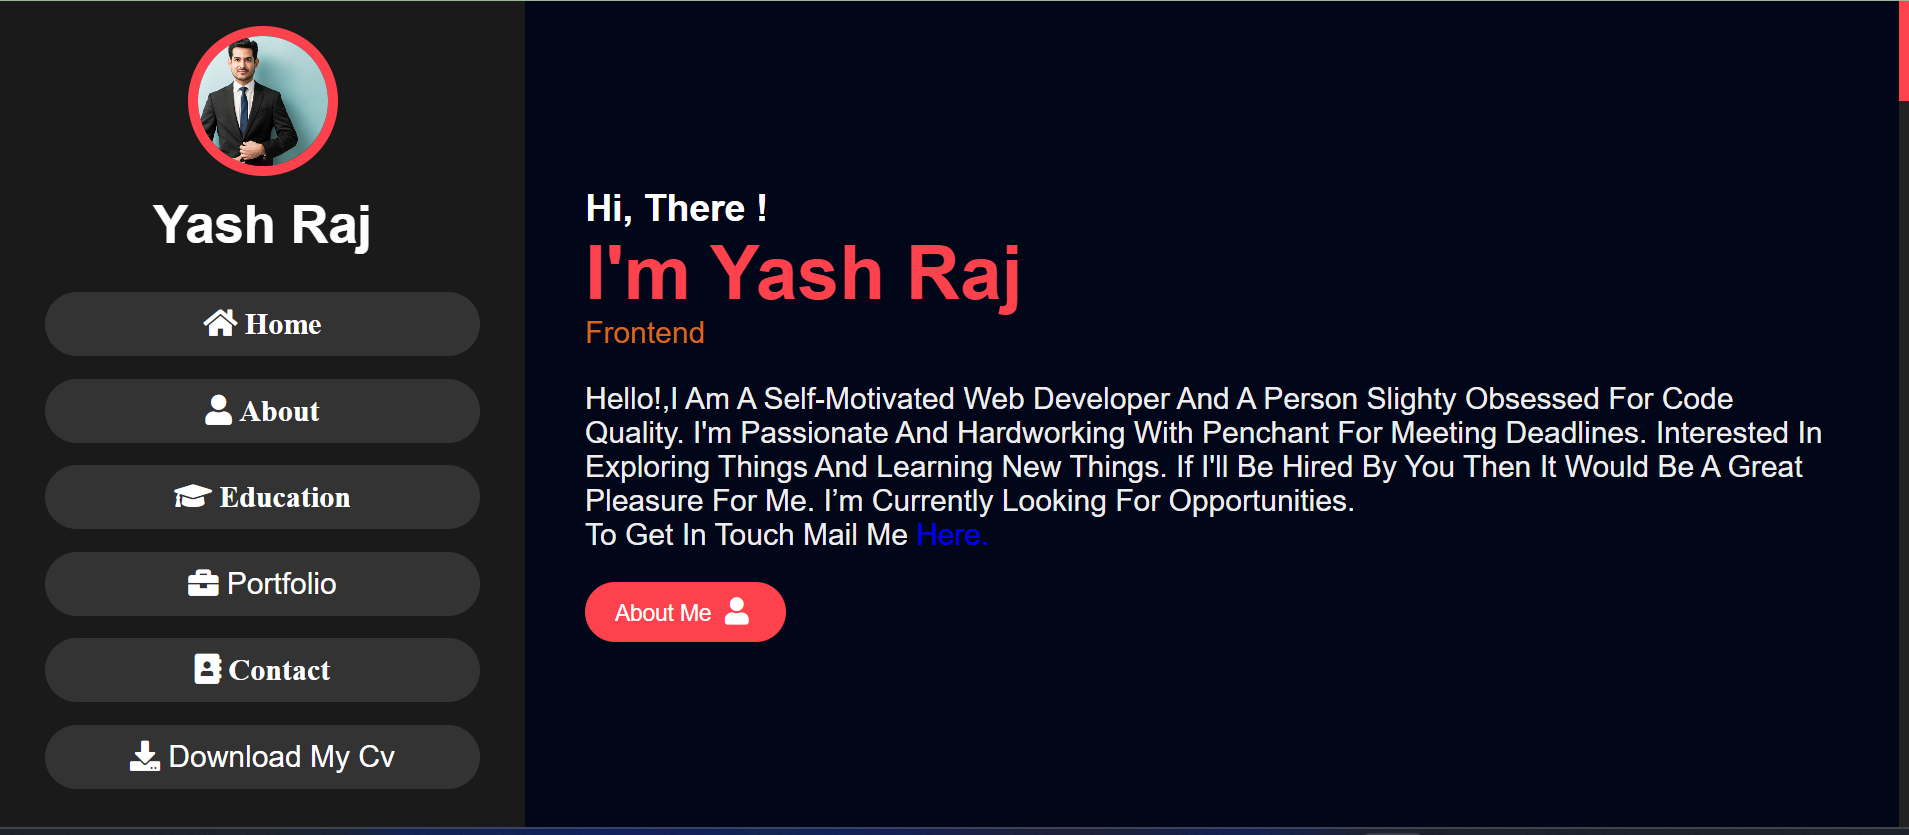 Yash Raj
Home
About
Education
Portfolio
Contact
Download My Cv
Hi, There !
I'm Yash Raj
Frontend
Hello!,I Am A Self-Motivated Web Developer And A Person Slighty Obsessed For Code
Quality. I'm Passionate And Hardworking With Penchant For Meeting Deadlines. Interested In
Exploring Things And Learning New Things. If I'll Be Hired By You Then It Would Be A Great
Pleasure For Me. I’m Currently Looking For Opportunities.
To Get In Touch Mail Me Here.
About Me